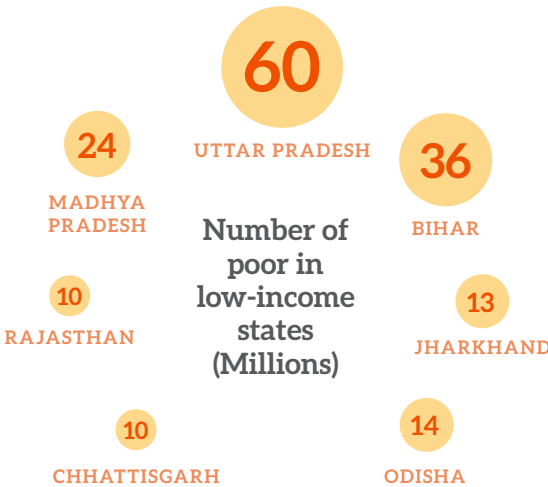 60
UTTAR PRADESH
24
MADHYA
PRADESH
36
BIHAR
Number of
poor in
low-income
states
(Millions)
10
RAJASTHAN
13
JHARKHAND
10
CHHATTISGARH
14
ODISHA